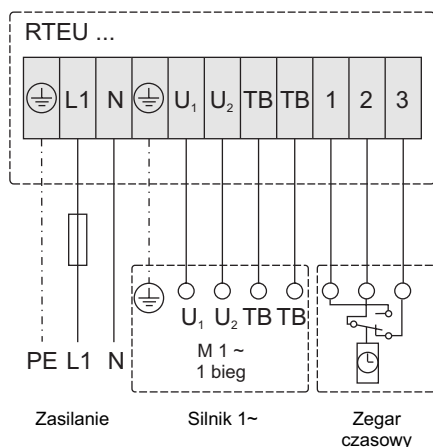 RTEU ...
L1 N U₁ U₂ TB TB 1 2 3
U₁ U₂ TB TB
M 1 ~
1 bieg
PE L1 N
Zasilanie Silnik 1~ Zegar
czasowy